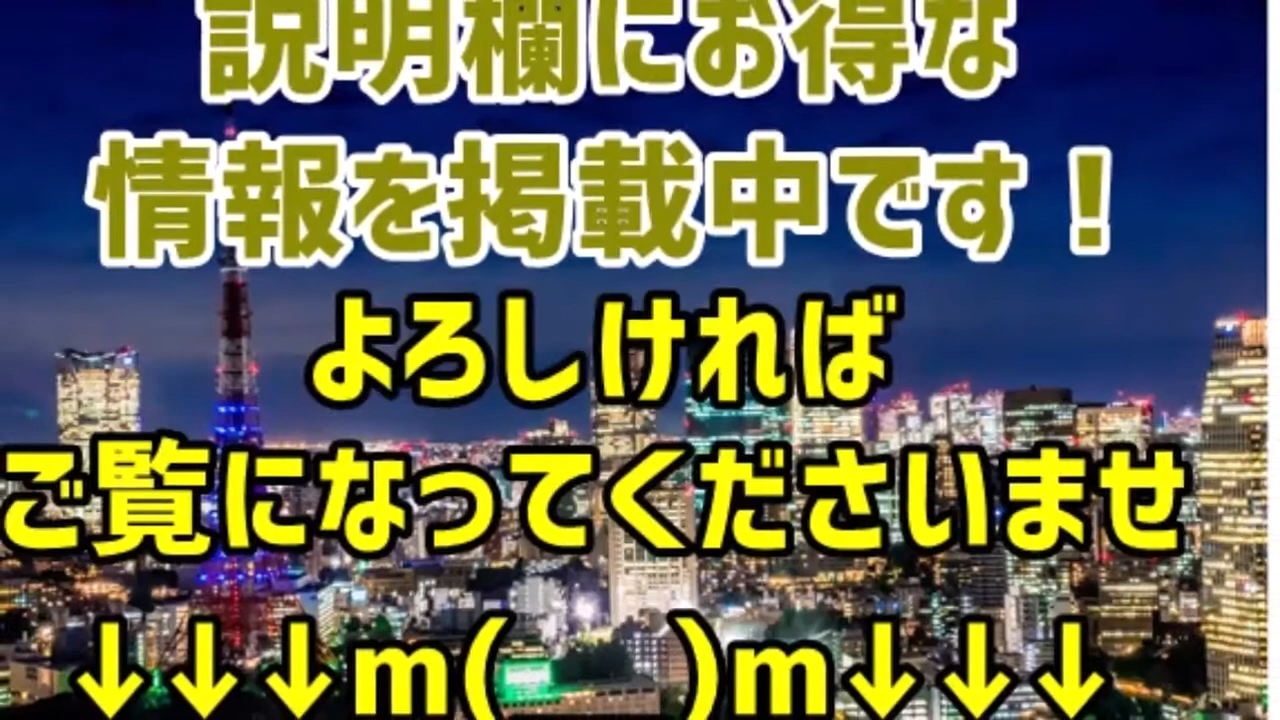 説明欄にお得な
情報を掲載中です！
よろしければ
ご覧になってくださいませ
↓↓↓m(　)m↓↓↓